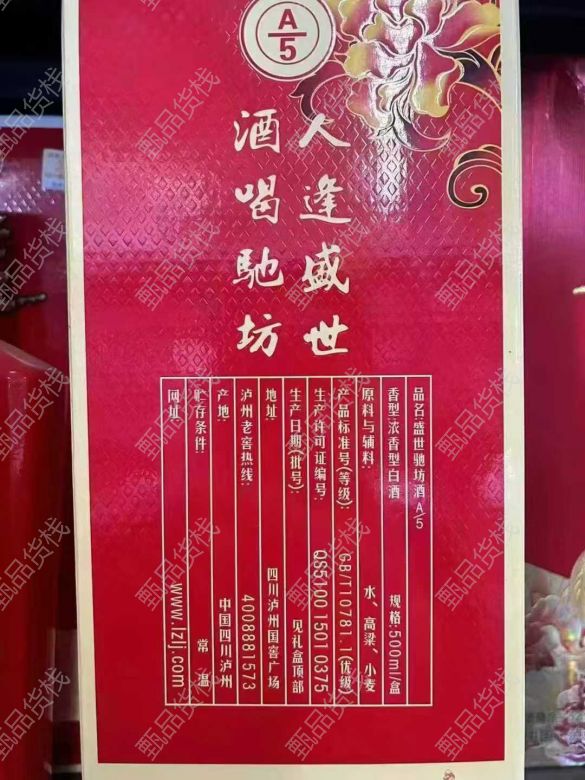 A
5
人逢盛世
酒喝馳坊
品名:盛世驰坊酒 A/5
香型:浓香型白酒 规格:500ml/盒
原料与辅料: 水、高粱、小麦
产品标准号(等级): GB/T10781.1(优级)
生产许可证编号: QS5100 1501 0375
生产日期(批号): 见礼盒顶部
地址: 四川泸州国窖广场
泸州老窖热线: 4008881573
产地: 中国四川泸州
贮存条件: 常温
网址: www.lzlj.com
甄品货栈